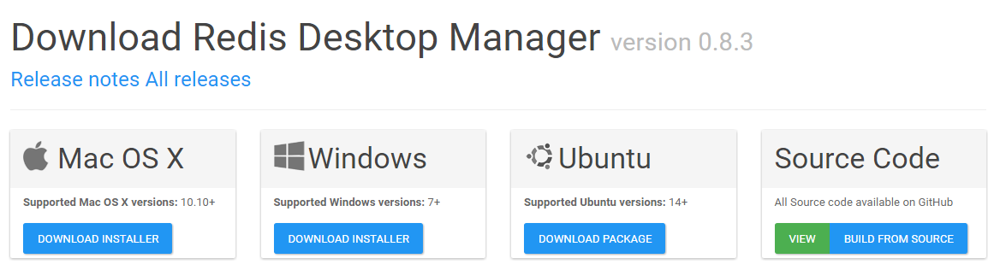 Download Redis Desktop Manager version 0.8.3
Release notes All releases
Mac OS X
Supported Mac OS X versions: 10.10+
DOWNLOAD INSTALLER
Windows
Supported Windows versions: 7+
DOWNLOAD INSTALLER
Ubuntu
Supported Ubuntu versions: 14+
DOWNLOAD PACKAGE
Source Code
All Source code available on GitHub
VIEW BUILD FROM SOURCE